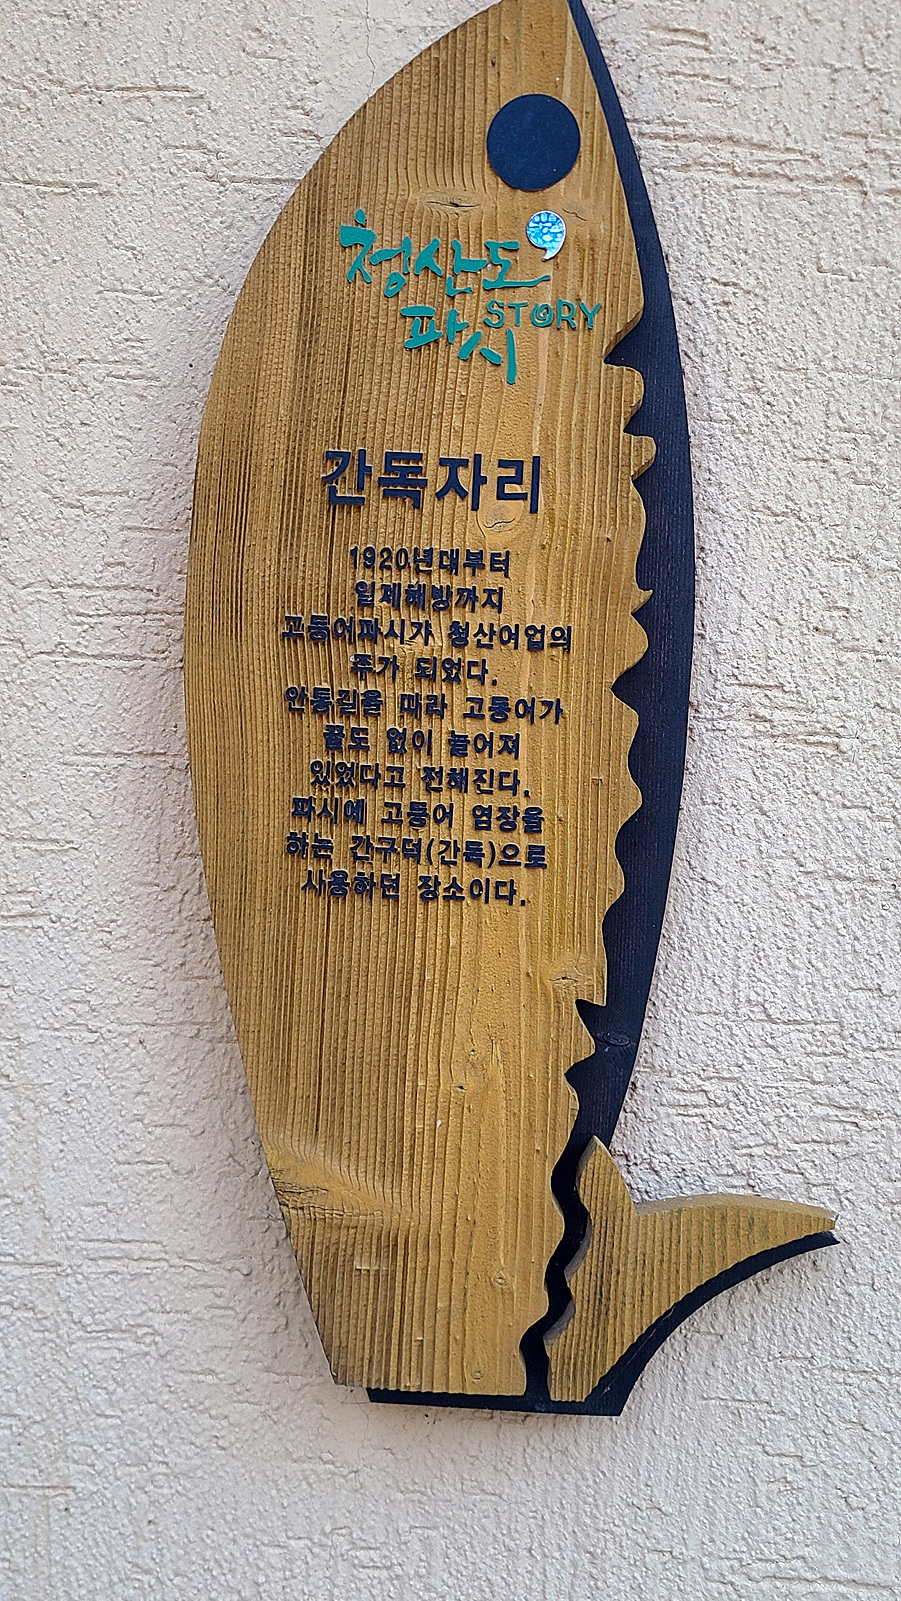 청산도
파시 STORY
간독자리
1920년대부터
일제해방까지
고등어파시가 청산어업의
주가 되었다.
안통길을 따라 고등어가
끝도 없이 늘어져
있었다고 전해진다.
파시에 고등어 염장을
하는 간구덕(간독)으로
사용하던 장소이다.